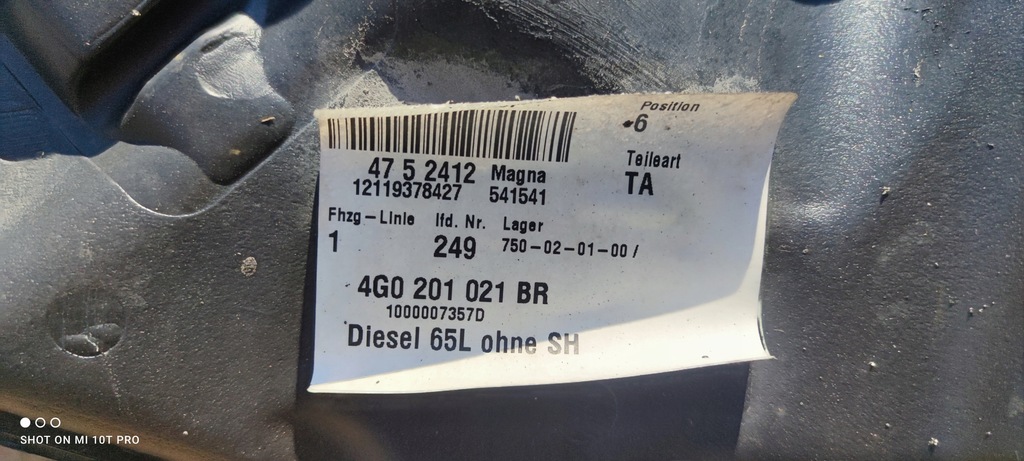 Position
6
47 5 2412 Magna
Teileart
12119378427 541541
TA
Fhzg-Linie lfd. Nr. Lager
1 249 750-02-01-00 /
4G0 201 021 BR
1000007357D
Diesel 65L ohne SH
SHOT ON MI 10T PRO